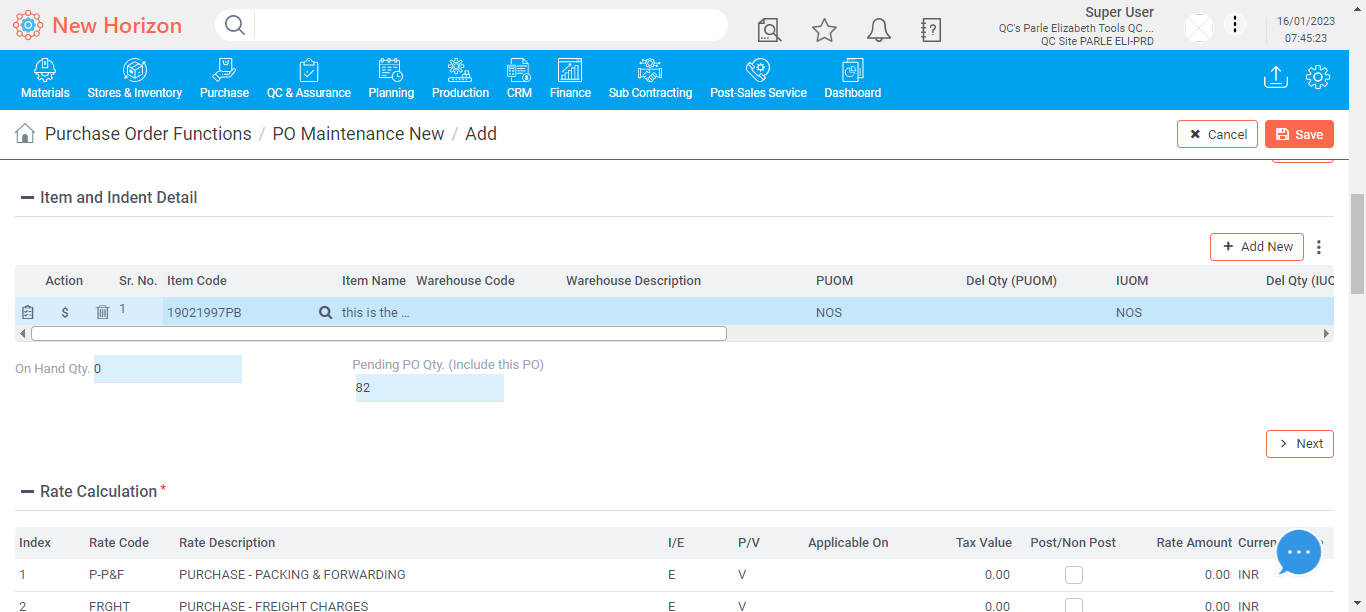 New Horizon
Super User
QC's Parle Elizabeth Tools QC ...
QC Site PARLE ELI-PRD
16/01/2023
07:45:23
Materials Stores & Inventory Purchase QC & Assurance Planning Production CRM Finance Sub Contracting Post-Sales Service Dashboard
Purchase Order Functions / PO Maintenance New / Add
Cancel Save
Item and Indent Detail
+ Add New
Action Sr. No. Item Code Item Name Warehouse Code Warehouse Description PUOM Del Qty (PUOM) IUOM Del Qty (IUO
$ 1 19021997PB this is the ... NOS NOS
On Hand Qty. 0
Pending PO Qty. (Include this PO)
82
Next
Rate Calculation *
Index Rate Code Rate Description I/E P/V Applicable On Tax Value Post/Non Post Rate Amount Curren
1 P-P&F PURCHASE - PACKING & FORWARDING E V 0.00 0.00 INR
2 FRGHT PURCHASE - FREIGHT CHARGES E V 0.00 0.00 INR